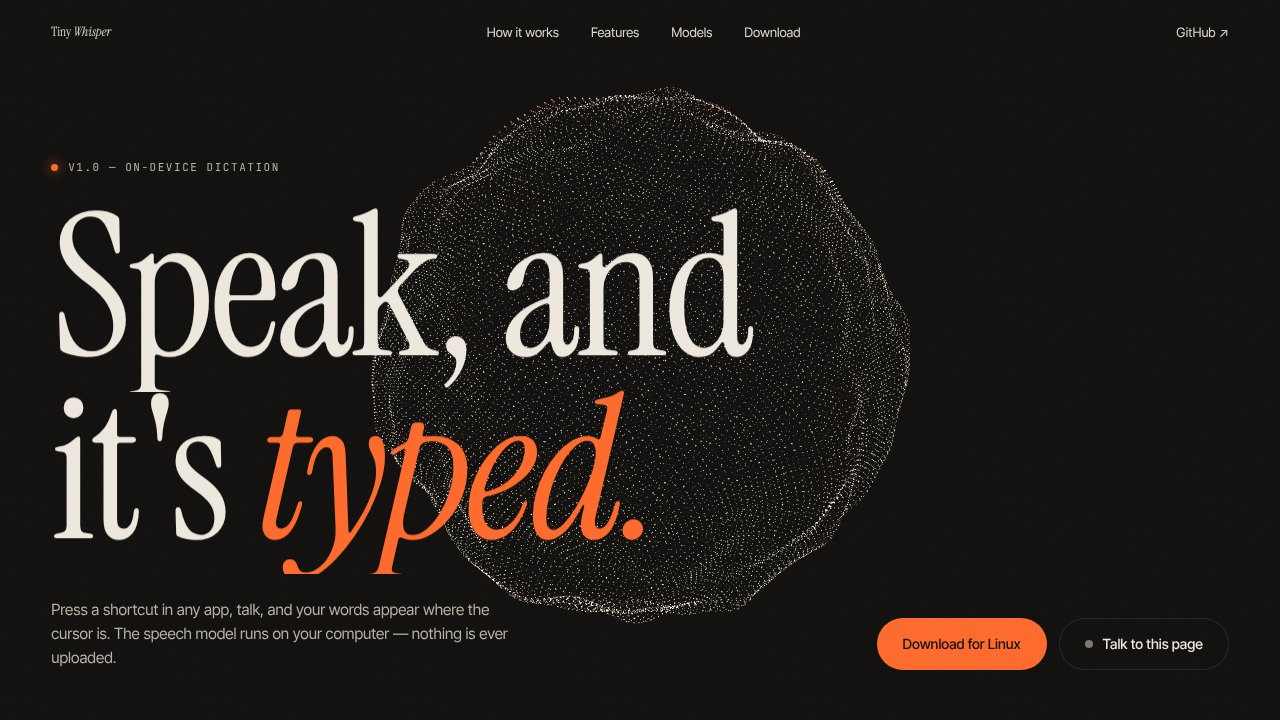 Tiny Whisper
How it works
Features
Models
Download
GitHub ↗
V1.0 — ON-DEVICE DICTATION
Speak, and
it's typed.
Press a shortcut in any app, talk, and your words appear where the
cursor is. The speech model runs on your computer — nothing is ever
uploaded.
Download for Linux
Talk to this page